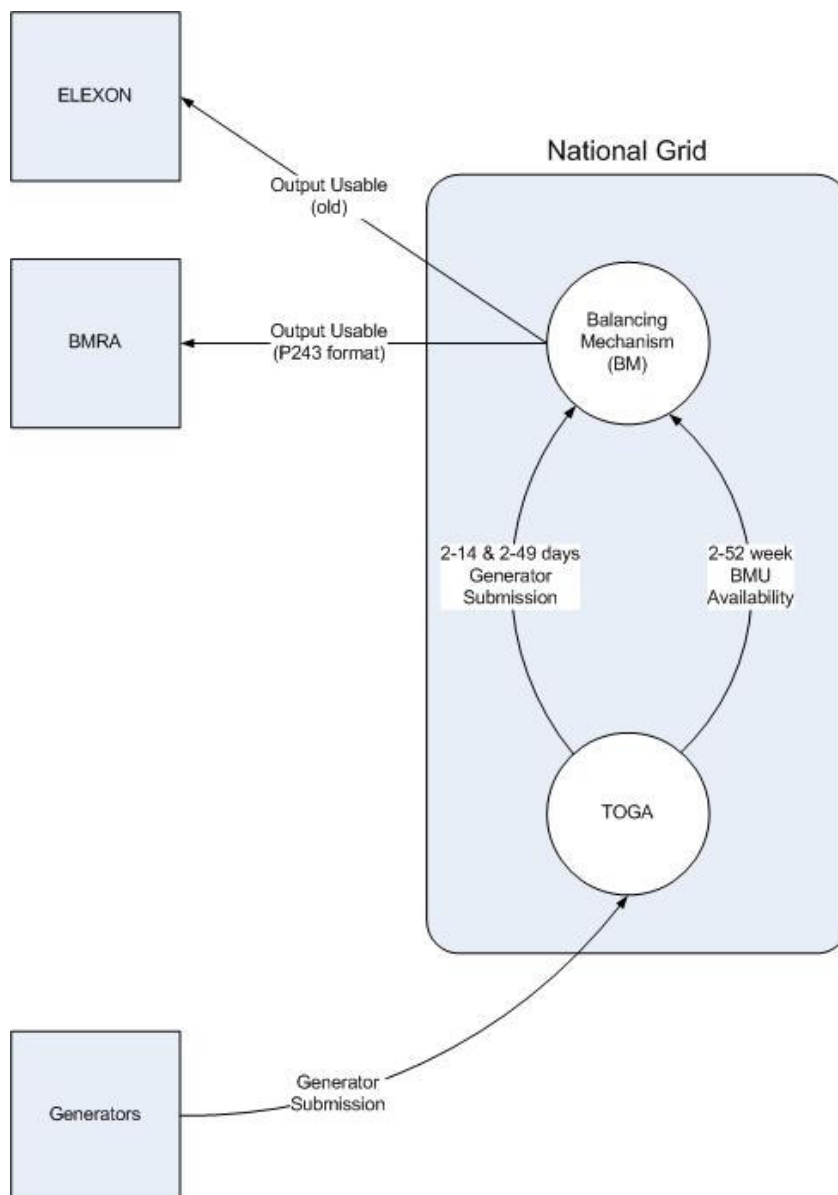 ELEXON
National Grid
Output Usable
(old)
BMRA
Output Usable
(P243 format)
Balancing
Mechanism
(BM)
2-14 & 2-49 days
Generator
Submission
2-52 week
BMU
Availability
TOGA
Generators
Generator
Submission